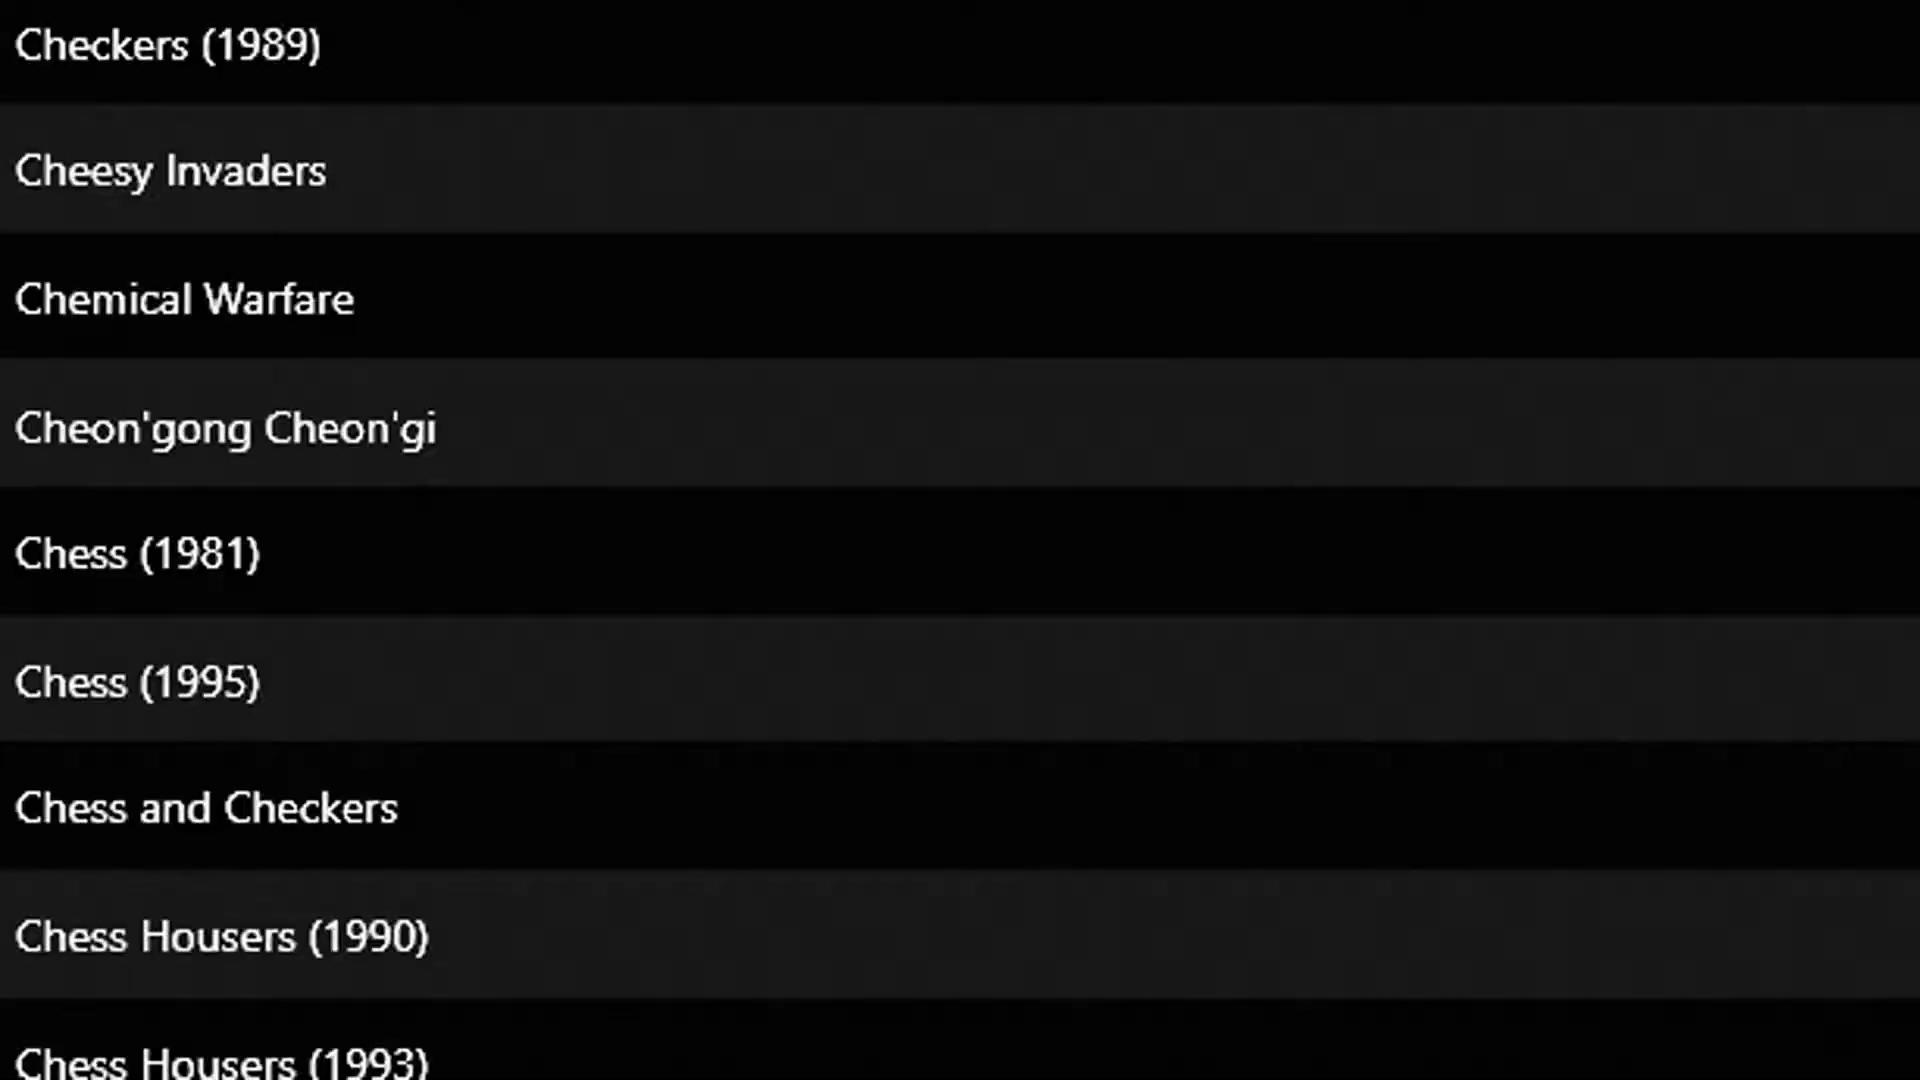 Checkers (1989)
Cheesy Invaders
Chemical Warfare
Cheon'gong Cheon'gi
Chess (1981)
Chess (1995)
Chess and Checkers
Chess Housers (1990)
Chess Housers (1993)